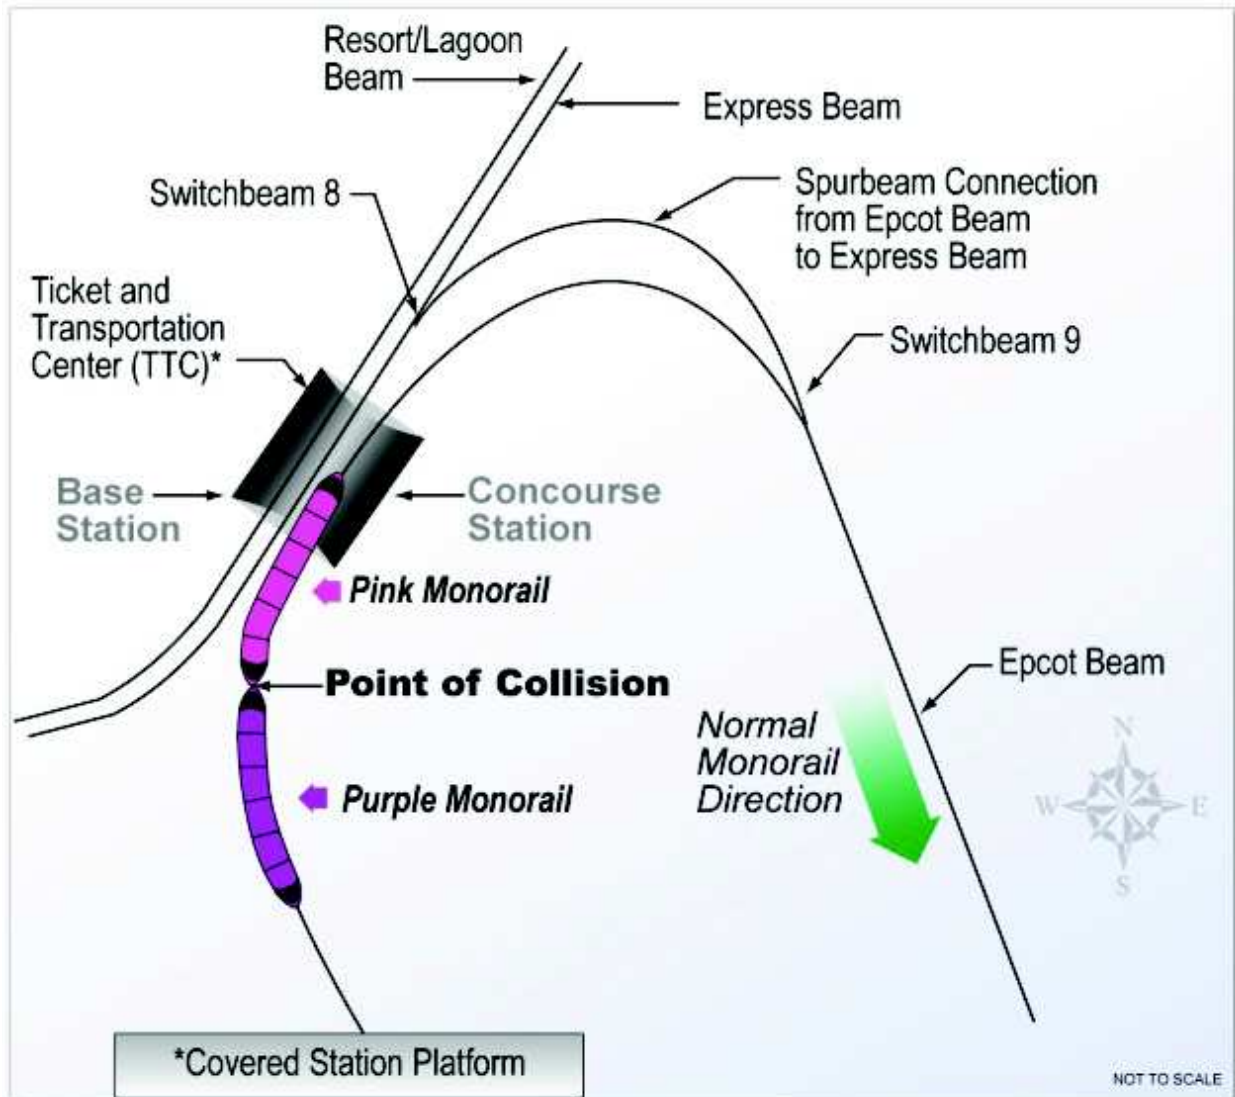 Resort/Lagoon
Beam
Express Beam
Switchbeam 8
Spurbeam Connection
from Epcot Beam
to Express Beam
Ticket and
Transportation
Center (TTC)*
Switchbeam 9
Base
Station
Concourse
Station
Pink Monorail
Point of Collision
Epcot Beam
Normal
Monorail
Direction
N
W
E
S
Purple Monorail
*Covered Station Platform
NOT TO SCALE